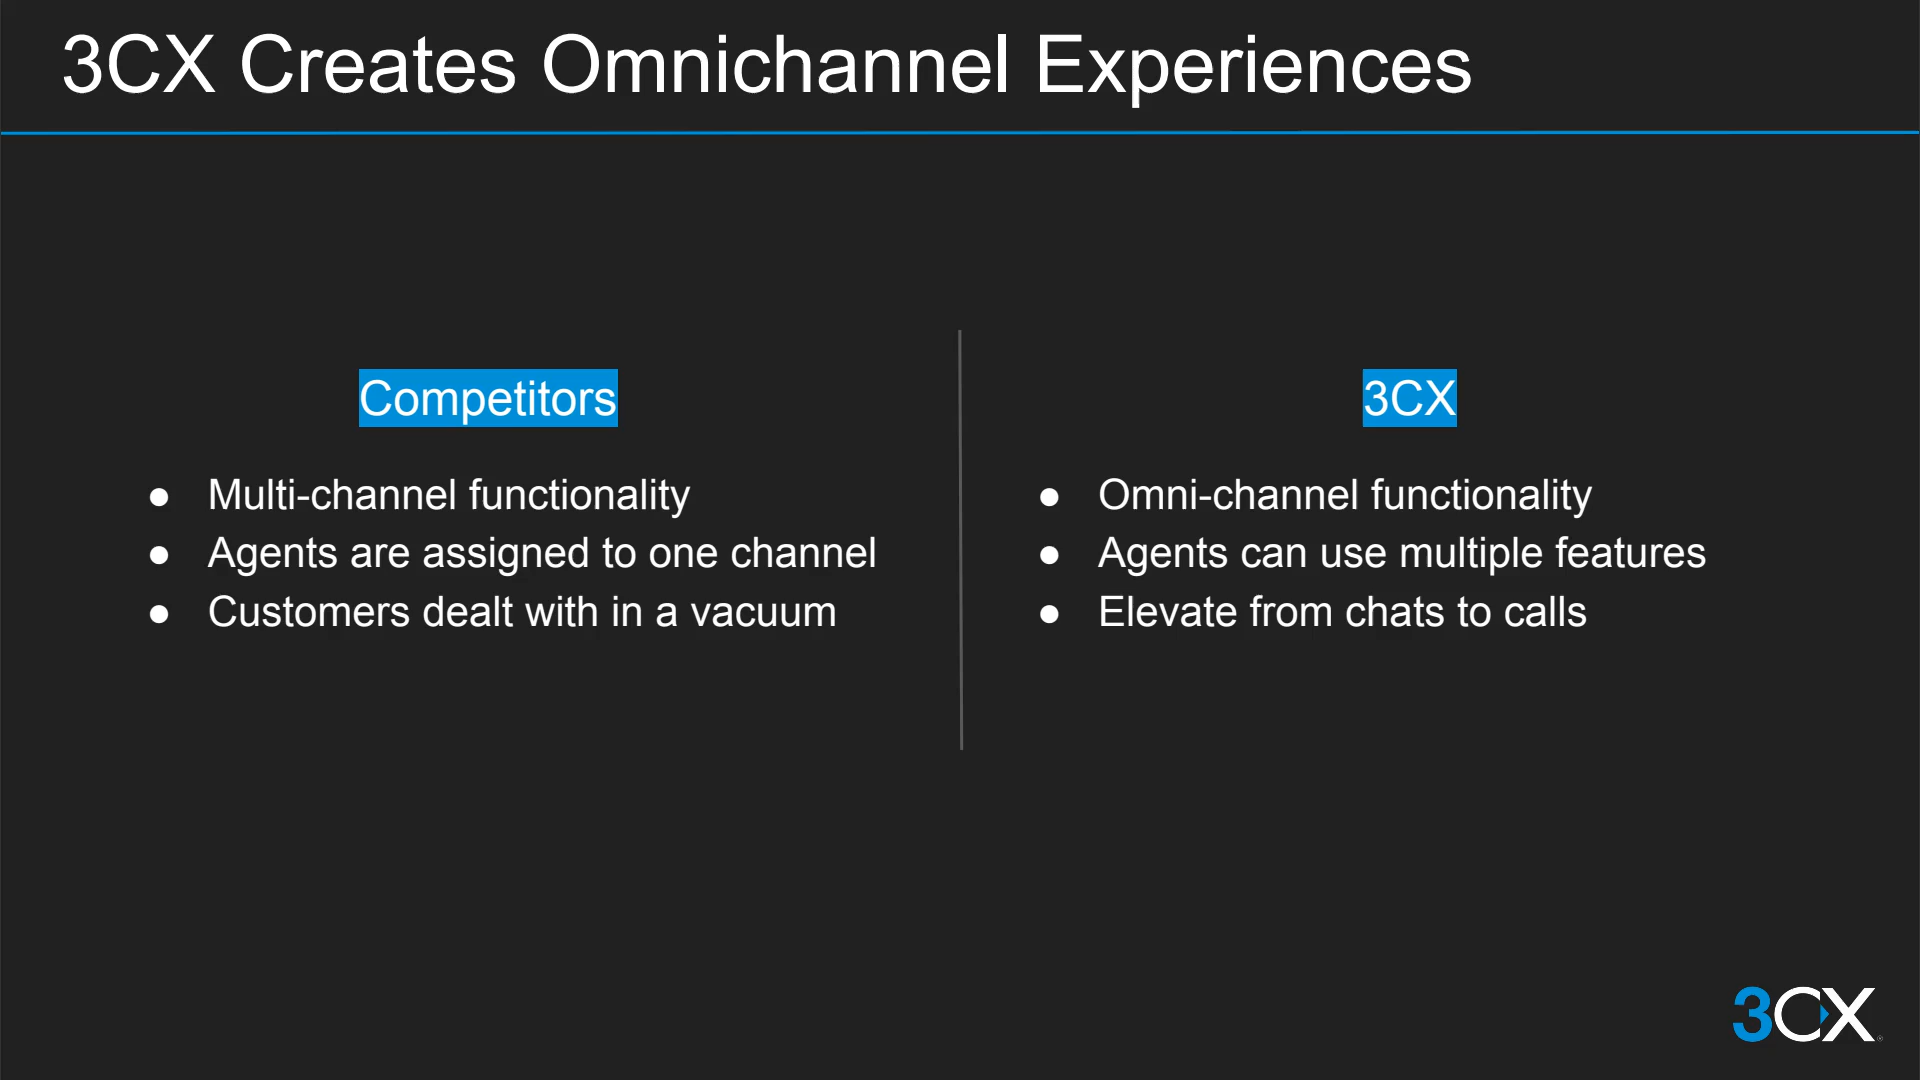 3CX Creates Omnichannel Experiences
Competitors
● Multi-channel functionality
● Agents are assigned to one channel
● Customers dealt with in a vacuum
3CX
● Omni-channel functionality
● Agents can use multiple features
● Elevate from chats to calls
3CX®